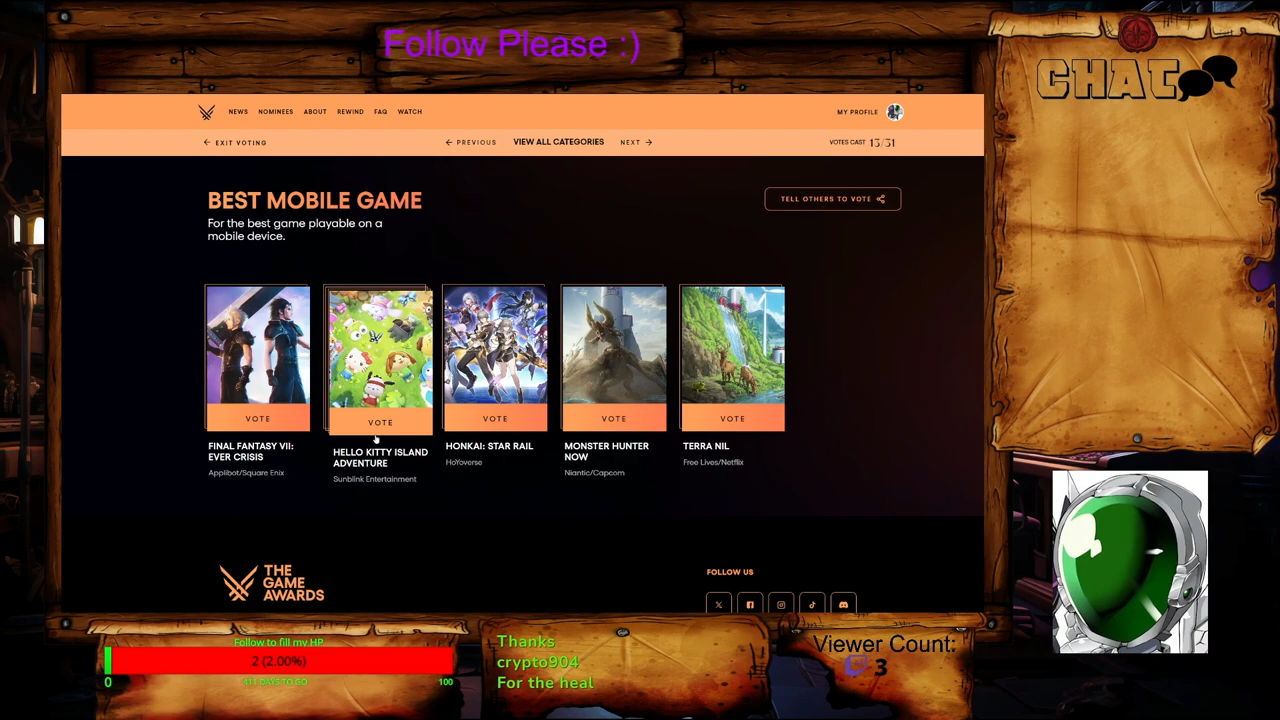 Follow Please :)
CHAT
NEWS NOMINEES ABOUT REWIND FAQ WATCH
MY PROFILE
EXIT VOTING
PREVIOUS VIEW ALL CATEGORIES NEXT
VOTES CAST 13/31
BEST MOBILE GAME
For the best game playable on a
mobile device.
TELL OTHERS TO VOTE
VOTE
VOTE
VOTE
VOTE
VOTE
FINAL FANTASY VII:
EVER CRISIS
Applibot/Square Enix
HELLO KITTY ISLAND
ADVENTURE
Sunblink Entertainment
HONKAI: STAR RAIL
HoYoverse
MONSTER HUNTER
NOW
Niantic/Capcom
TERRA NIL
Free Lives/Netflix
THE
GAME
AWARDS
FOLLOW US
Follow to fill my HP
2 (2.00%)
0 411 DAYS TO GO 100
Thanks
crypto904
For the heal
Viewer Count:
3